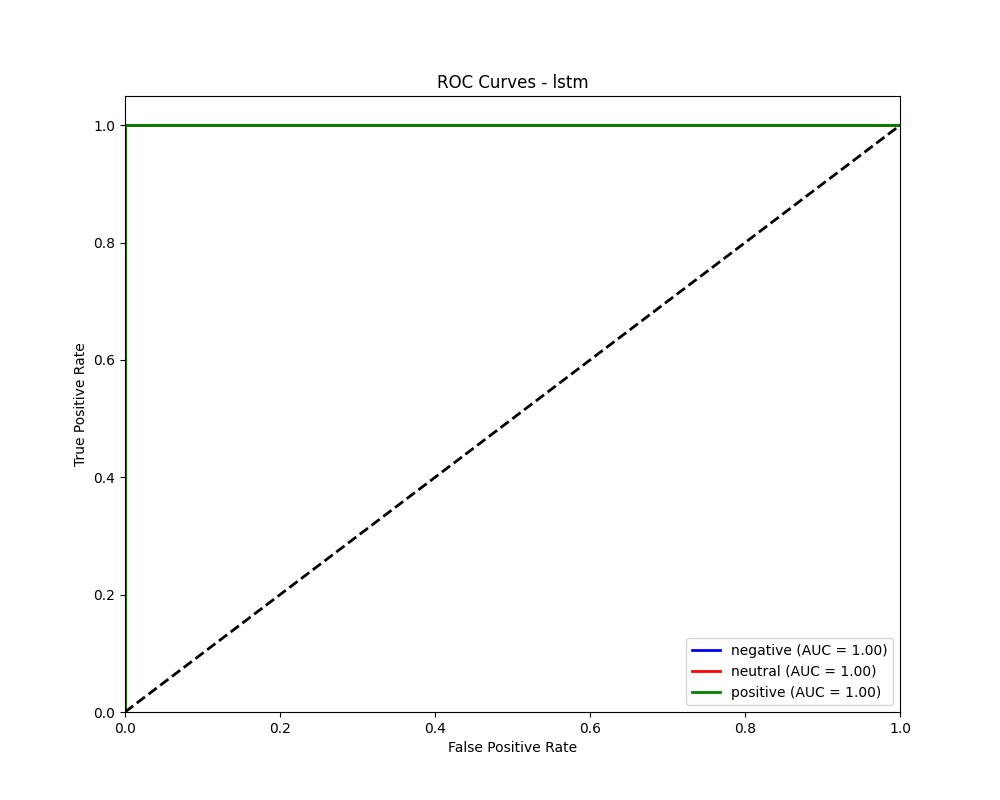 ROC Curves - lstm
1.0
0.8
0.6
0.4
0.2
0.0
True Positive Rate
0.0 0.2 0.4 0.6 0.8 1.0
False Positive Rate
negative (AUC = 1.00)
neutral (AUC = 1.00)
positive (AUC = 1.00)